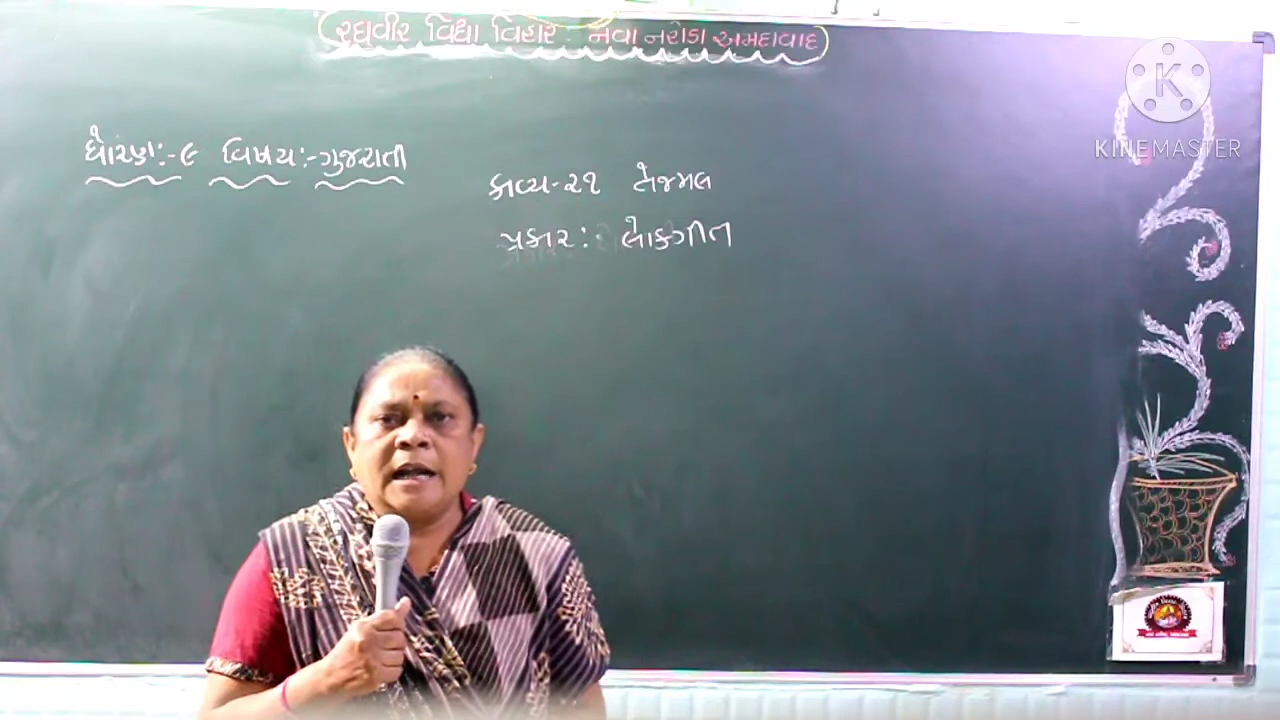 રઘુવીર વિદ્યા વિહાર : નવા નરોડા અમદાવાદ
KINEMASTER
ધોરણ:-૯ વિષય:-ગુજરાતી
કાવ્ય-૨૧ તેજમલ
પ્રકાર: લોકગીત